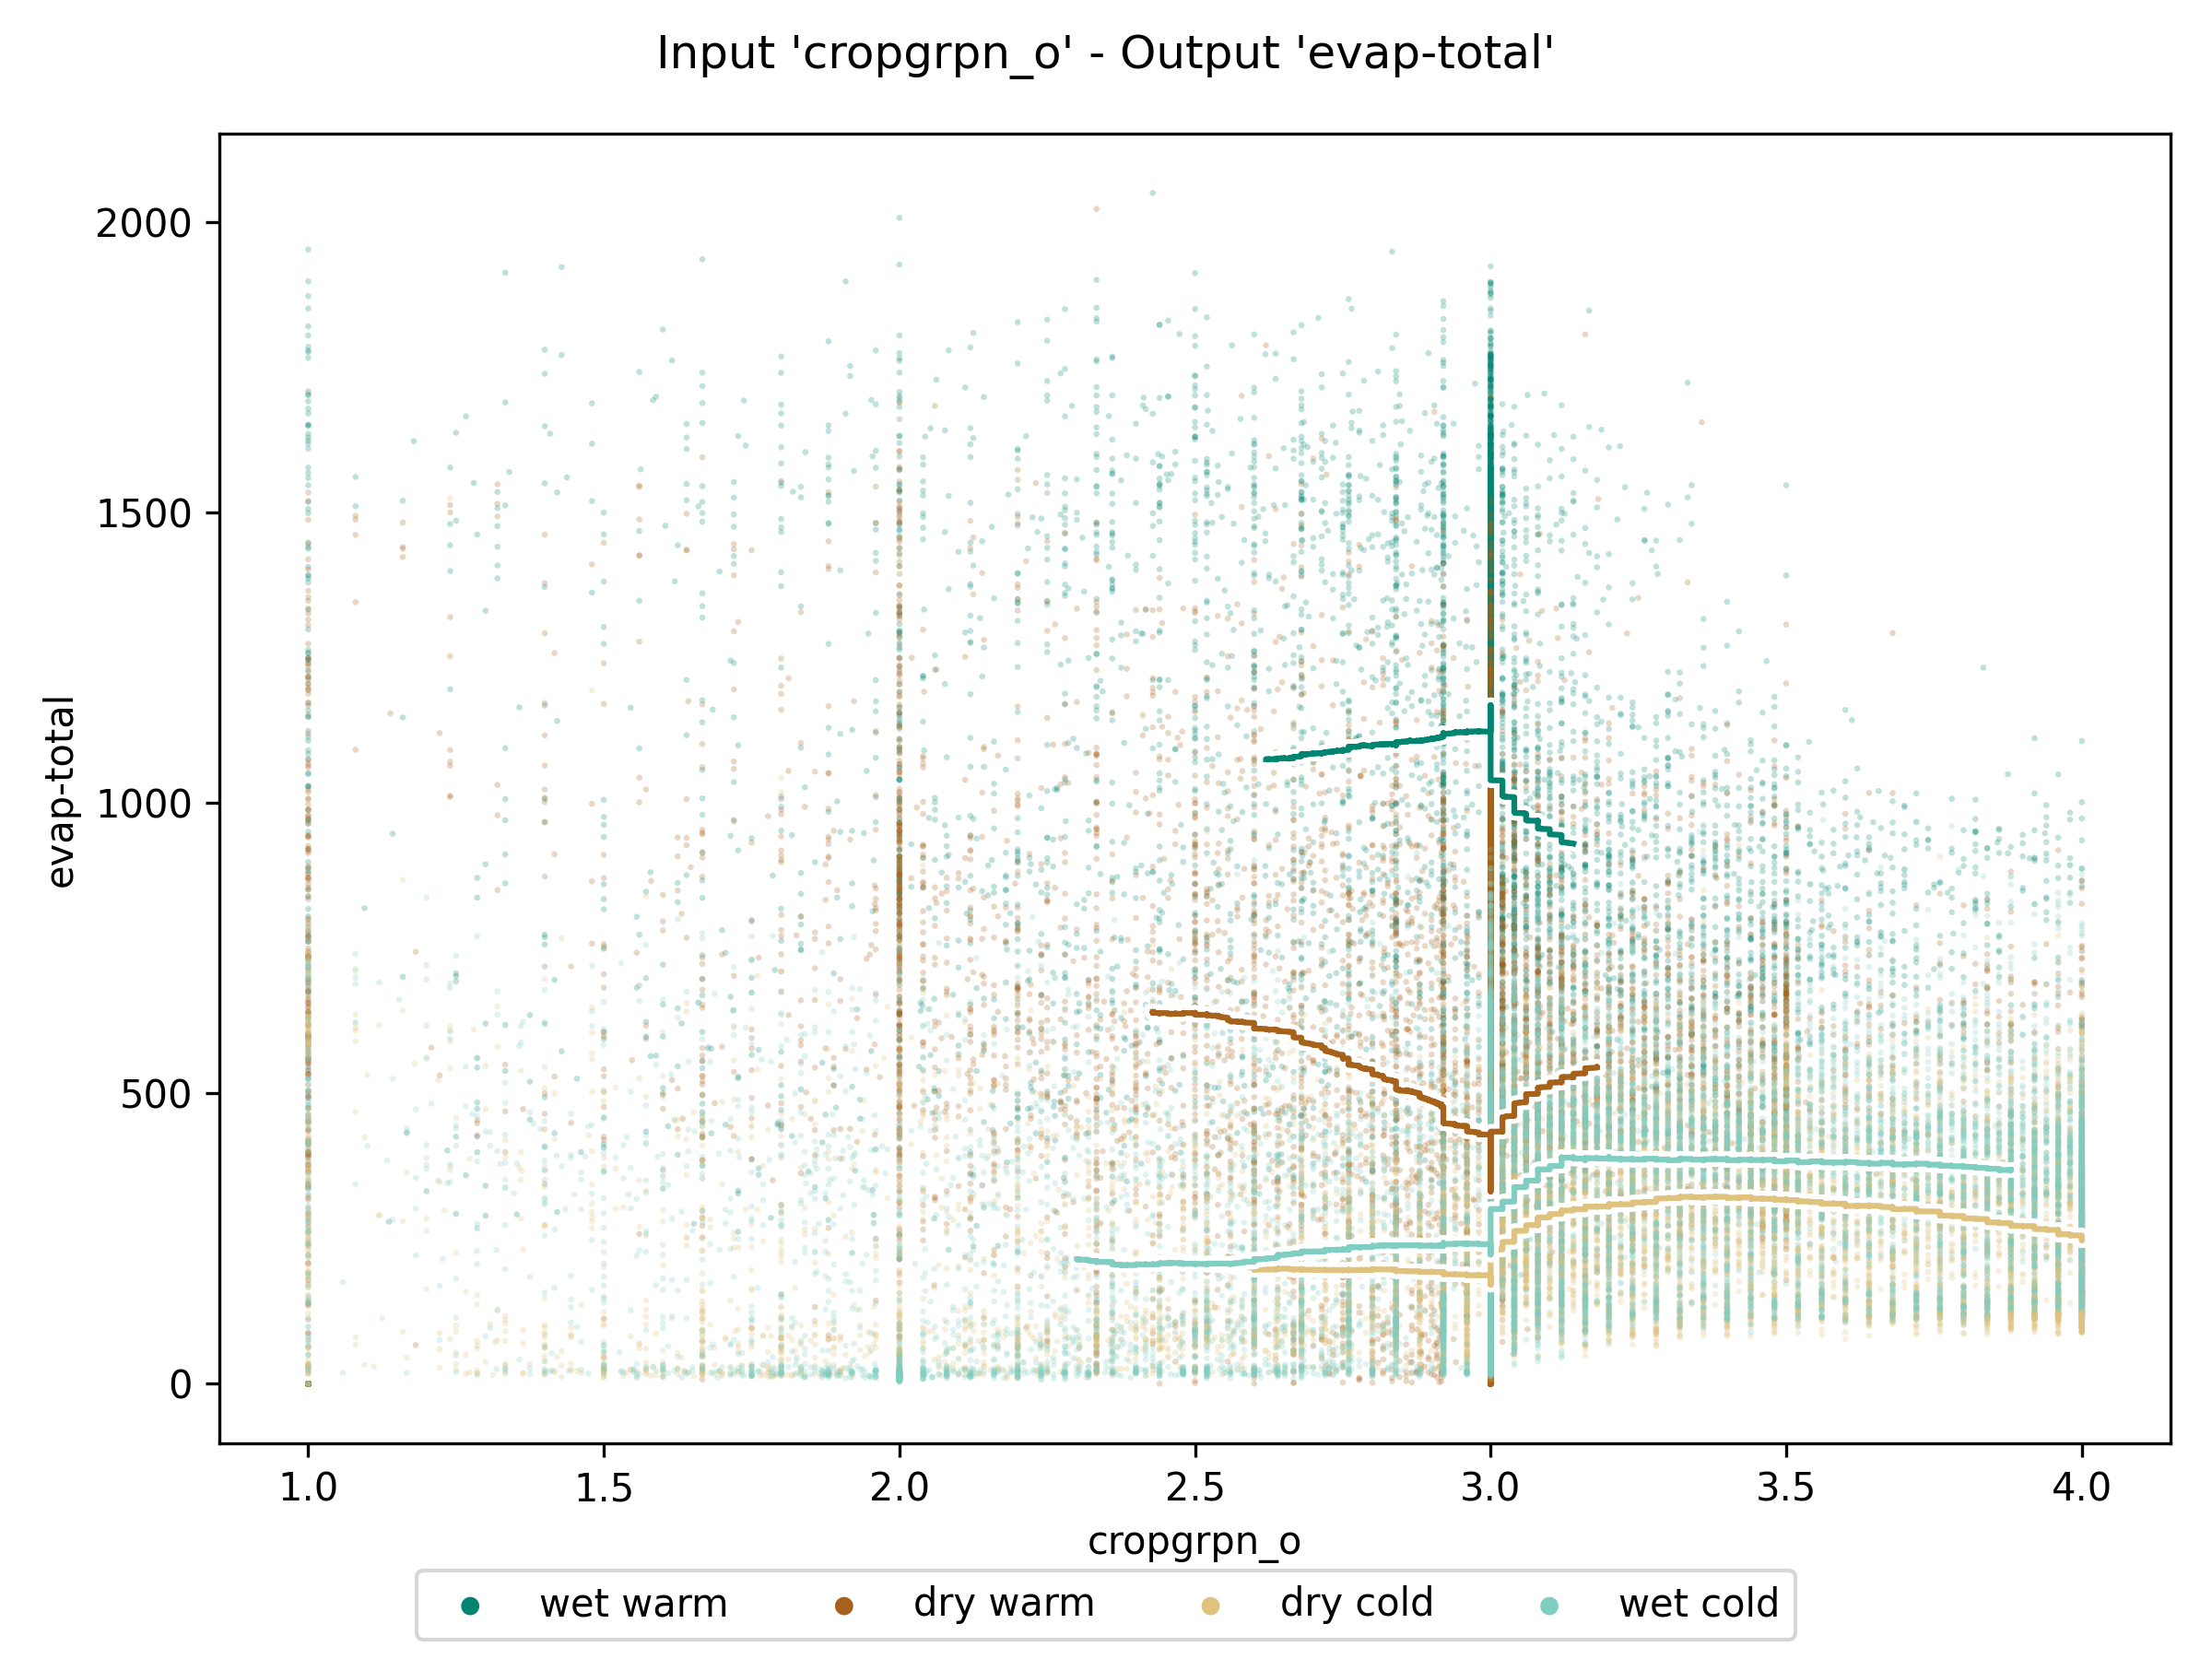 Input 'cropgrpn_o' - Output 'evap-total'
2000
1500
1000
500
0
evap-total
1.0 1.5 2.0 2.5 3.0 3.5 4.0
cropgrpn_o
wet warm dry warm dry cold wet cold